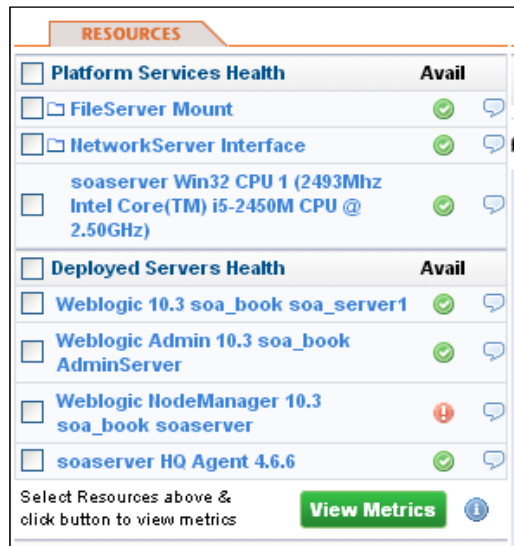 RESOURCES
Platform Services Health Avail
FileServer Mount
NetworkServer Interface
soaserver Win32 CPU 1 (2493Mhz
Intel Core(TM) i5-2450M CPU @
2.50GHz)
Deployed Servers Health Avail
Weblogic 10.3 soa_book soa_server1
Weblogic Admin 10.3 soa_book
AdminServer
Weblogic NodeManager 10.3
soa_book soaserver
soaserver HQ Agent 4.6.6
Select Resources above &
click button to view metrics
View Metrics